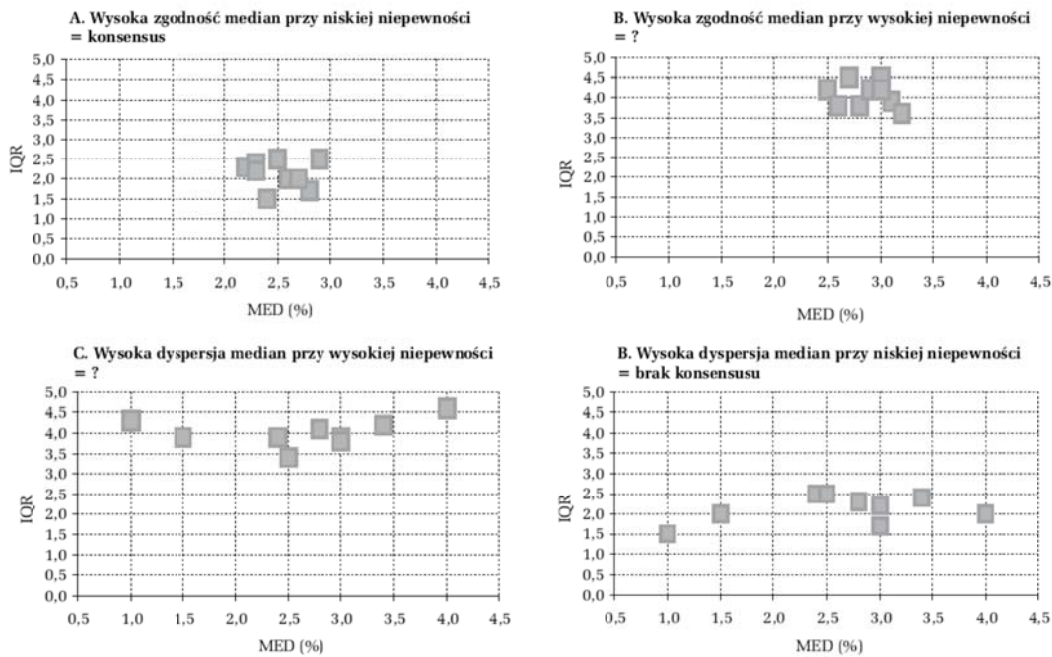 A. Wysoka zgodność median przy niskiej niepewności
= konsensus
5,0
4,5
4,0
3,5
3,0
2,5
2,0
1,5
1,0
0,5
0,0
IQR
0,5 1,0 1,5 2,0 2,5 3,0 3,5 4,0 4,5
MED (%)
B. Wysoka zgodność median przy wysokiej niepewności
= ?
5,0
4,5
4,0
3,5
3,0
2,5
2,0
1,5
1,0
0,5
0,0
IQR
0,5 1,0 1,5 2,0 2,5 3,0 3,5 4,0 4,5
MED (%)
C. Wysoka dyspersja median przy wysokiej niepewności
= ?
5,0
4,5
4,0
3,5
3,0
2,5
2,0
1,5
1,0
0,5
0,0
IQR
0,5 1,0 1,5 2,0 2,5 3,0 3,5 4,0 4,5
MED (%)
B. Wysoka dyspersja median przy niskiej niepewności
= brak konsensusu
5,0
4,5
4,0
3,5
3,0
2,5
2,0
1,5
1,0
0,5
0,0
IQR
0,5 1,0 1,5 2,0 2,5 3,0 3,5 4,0 4,5
MED (%)